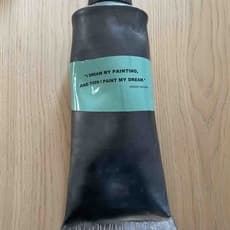 "I DREAM MY PAINTING,
AND THEN I PAINT MY DREAM."